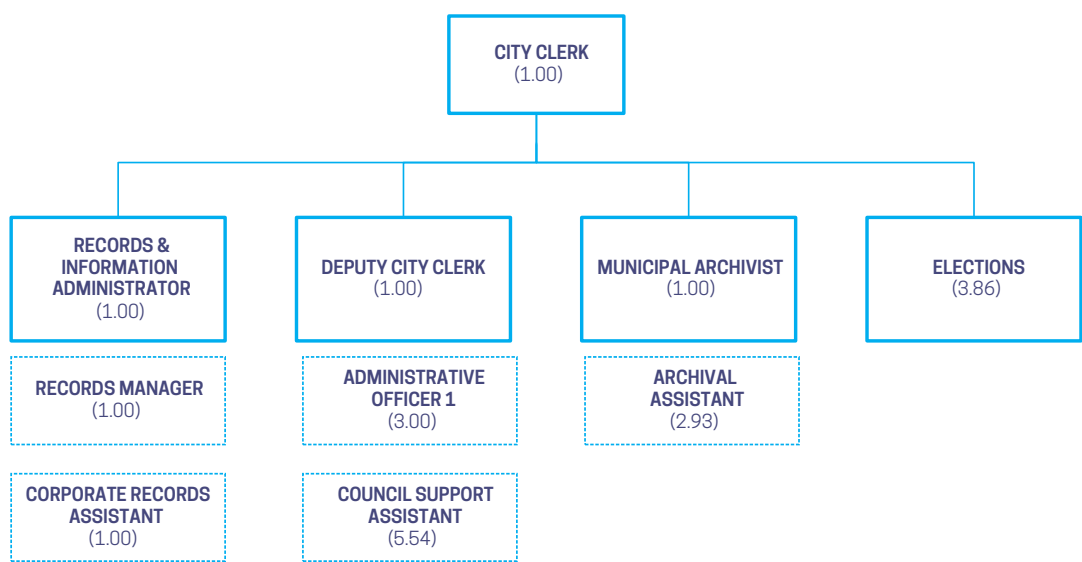 CITY CLERK
(1.00)
RECORDS &
INFORMATION
ADMINISTRATOR
(1.00)
DEPUTY CITY CLERK
(1.00)
MUNICIPAL ARCHIVIST
(1.00)
ELECTIONS
(3.86)
RECORDS MANAGER
(1.00)
ADMINISTRATIVE
OFFICER 1
(3.00)
ARCHIVAL
ASSISTANT
(2.93)
CORPORATE RECORDS
ASSISTANT
(1.00)
COUNCIL SUPPORT
ASSISTANT
(5.54)